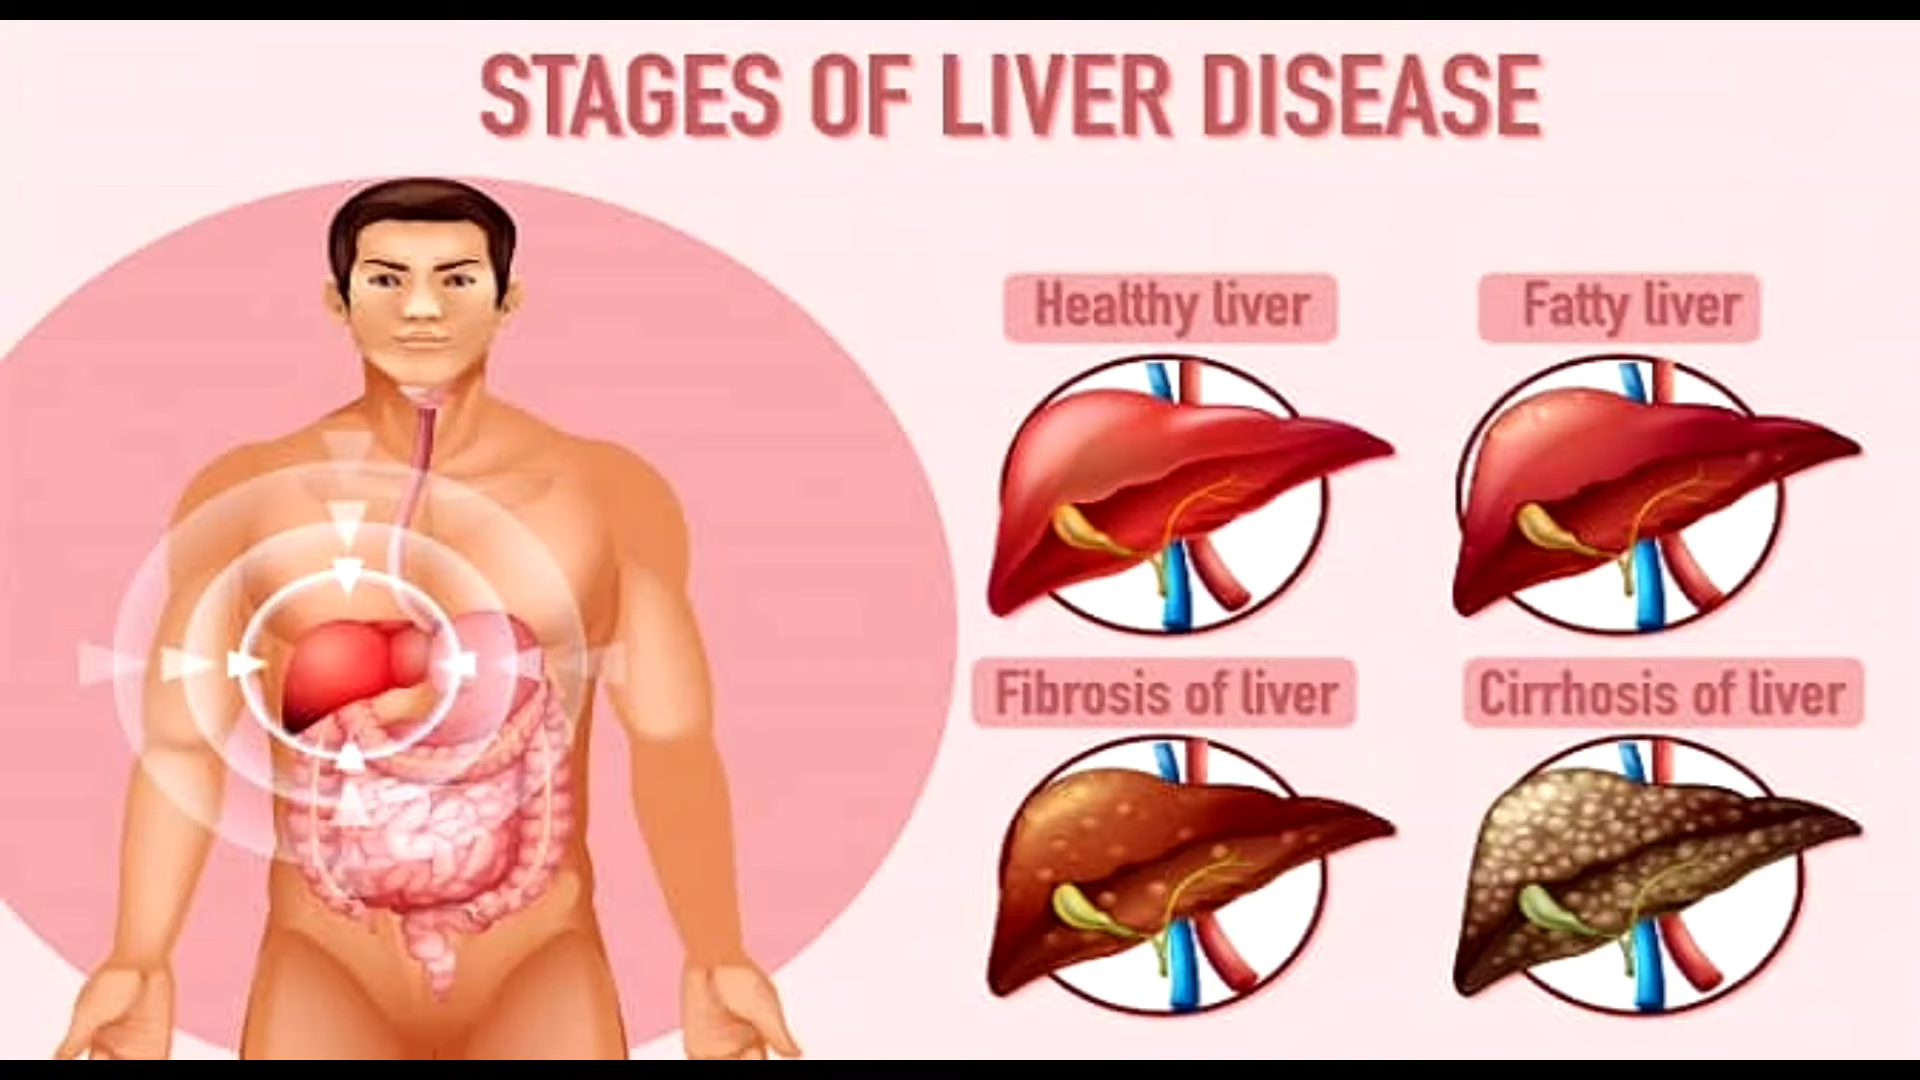 STAGES OF LIVER DISEASE
Healthy liver
Fatty liver
Fibrosis of liver
Cirrhosis of liver